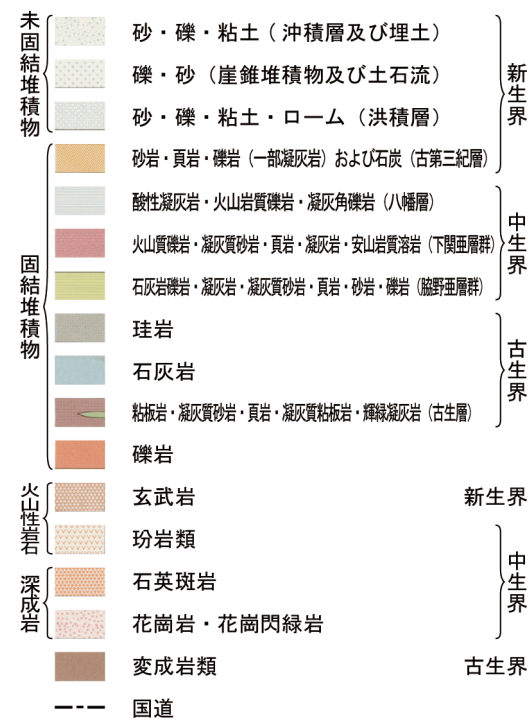 未固結堆積物
砂・礫・粘土（沖積層及び埋土）
礫・砂（崖錐堆積物及び土石流）
砂・礫・粘土・ローム（洪積層）
新生界
固結堆積物
砂岩・頁岩・礫岩（一部凝灰岩）および石炭（古第三紀層）
酸性凝灰岩・火山岩質礫岩・凝灰角礫岩（八幡層）
火山質礫岩・凝灰質砂岩・頁岩・凝灰岩・安山岩質溶岩（下関亜層群）
石灰岩礫岩・凝灰岩・凝灰質砂岩・頁岩・砂岩・礫岩（脇野亜層群）
中生界
珪岩
石灰岩
粘板岩・凝灰質砂岩・頁岩・凝灰質粘板岩・輝緑凝灰岩（古生層）
古生界
礫岩
火山性岩石
玄武岩
新生界
玢岩類
深成岩
石英斑岩
花崗岩・花崗閃緑岩
中生界
変成岩類
古生界
国道